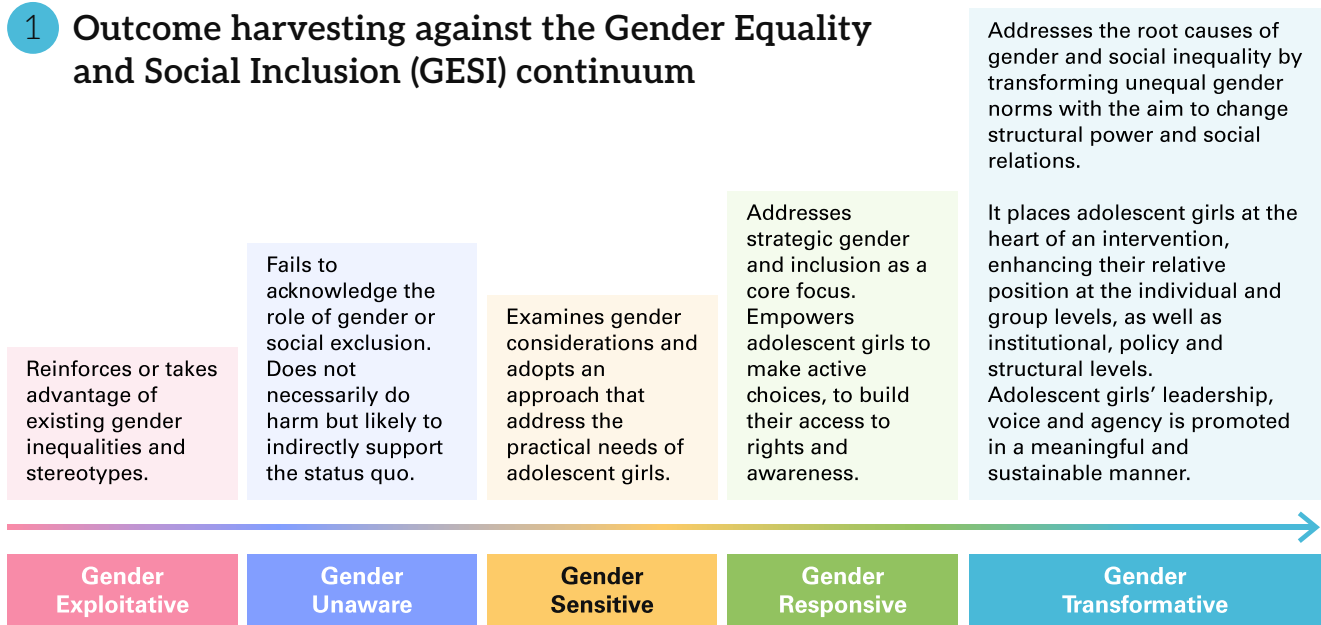 1
Outcome harvesting against the Gender Equality
and Social Inclusion (GESI) continuum
Reinforces or takes
advantage of
existing gender
inequalities and
stereotypes.
Fails to
acknowledge the
role of gender or
social exclusion.
Does not
necessarily do
harm but likely to
indirectly support
the status quo.
Examines gender
considerations and
adopts an
approach that
address the
practical needs of
adolescent girls.
Addresses
strategic gender
and inclusion as a
core focus.
Empowers
adolescent girls to
make active
choices, to build
their access to
rights and
awareness.
Addresses the root causes of
gender and social inequality by
transforming unequal gender
norms with the aim to change
structural power and social
relations.
It places adolescent girls at the
heart of an intervention,
enhancing their relative
position at the individual and
group levels, as well as
institutional, policy and
structural levels.
Adolescent girls’ leadership,
voice and agency is promoted
in a meaningful and
sustainable manner.
Gender
Exploitative
Gender
Unaware
Gender
Sensitive
Gender
Responsive
Gender
Transformative